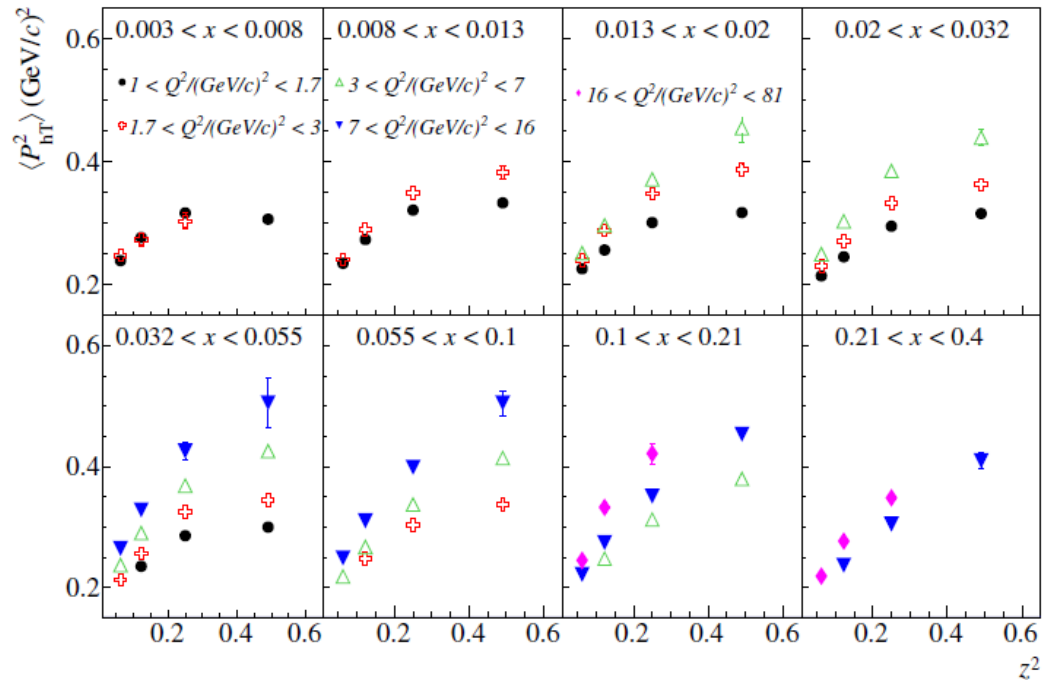 ⟨P²hT⟩ (GeV/c)²
0.003 < x < 0.008
0.008 < x < 0.013
0.013 < x < 0.02
0.02 < x < 0.032
1 < Q²/(GeV/c)² < 1.7
3 < Q²/(GeV/c)² < 7
16 < Q²/(GeV/c)² < 81
1.7 < Q²/(GeV/c)² < 3
7 < Q²/(GeV/c)² < 16
0.6
0.4
0.2
0.032 < x < 0.055
0.055 < x < 0.1
0.1 < x < 0.21
0.21 < x < 0.4
0.6
0.4
0.2
0.2 0.4 0.6
0.2 0.4 0.6
0.2 0.4 0.6
0.2 0.4 0.6
z²